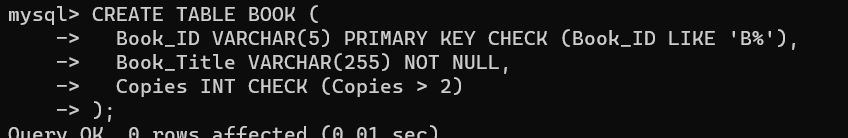 mysql> CREATE TABLE BOOK (
    ->   Book_ID VARCHAR(5) PRIMARY KEY CHECK (Book_ID LIKE 'B%'),
    ->   Book_Title VARCHAR(255) NOT NULL,
    ->   Copies INT CHECK (Copies > 2)
    -> );
Query OK, 0 rows affected (0.01 sec)